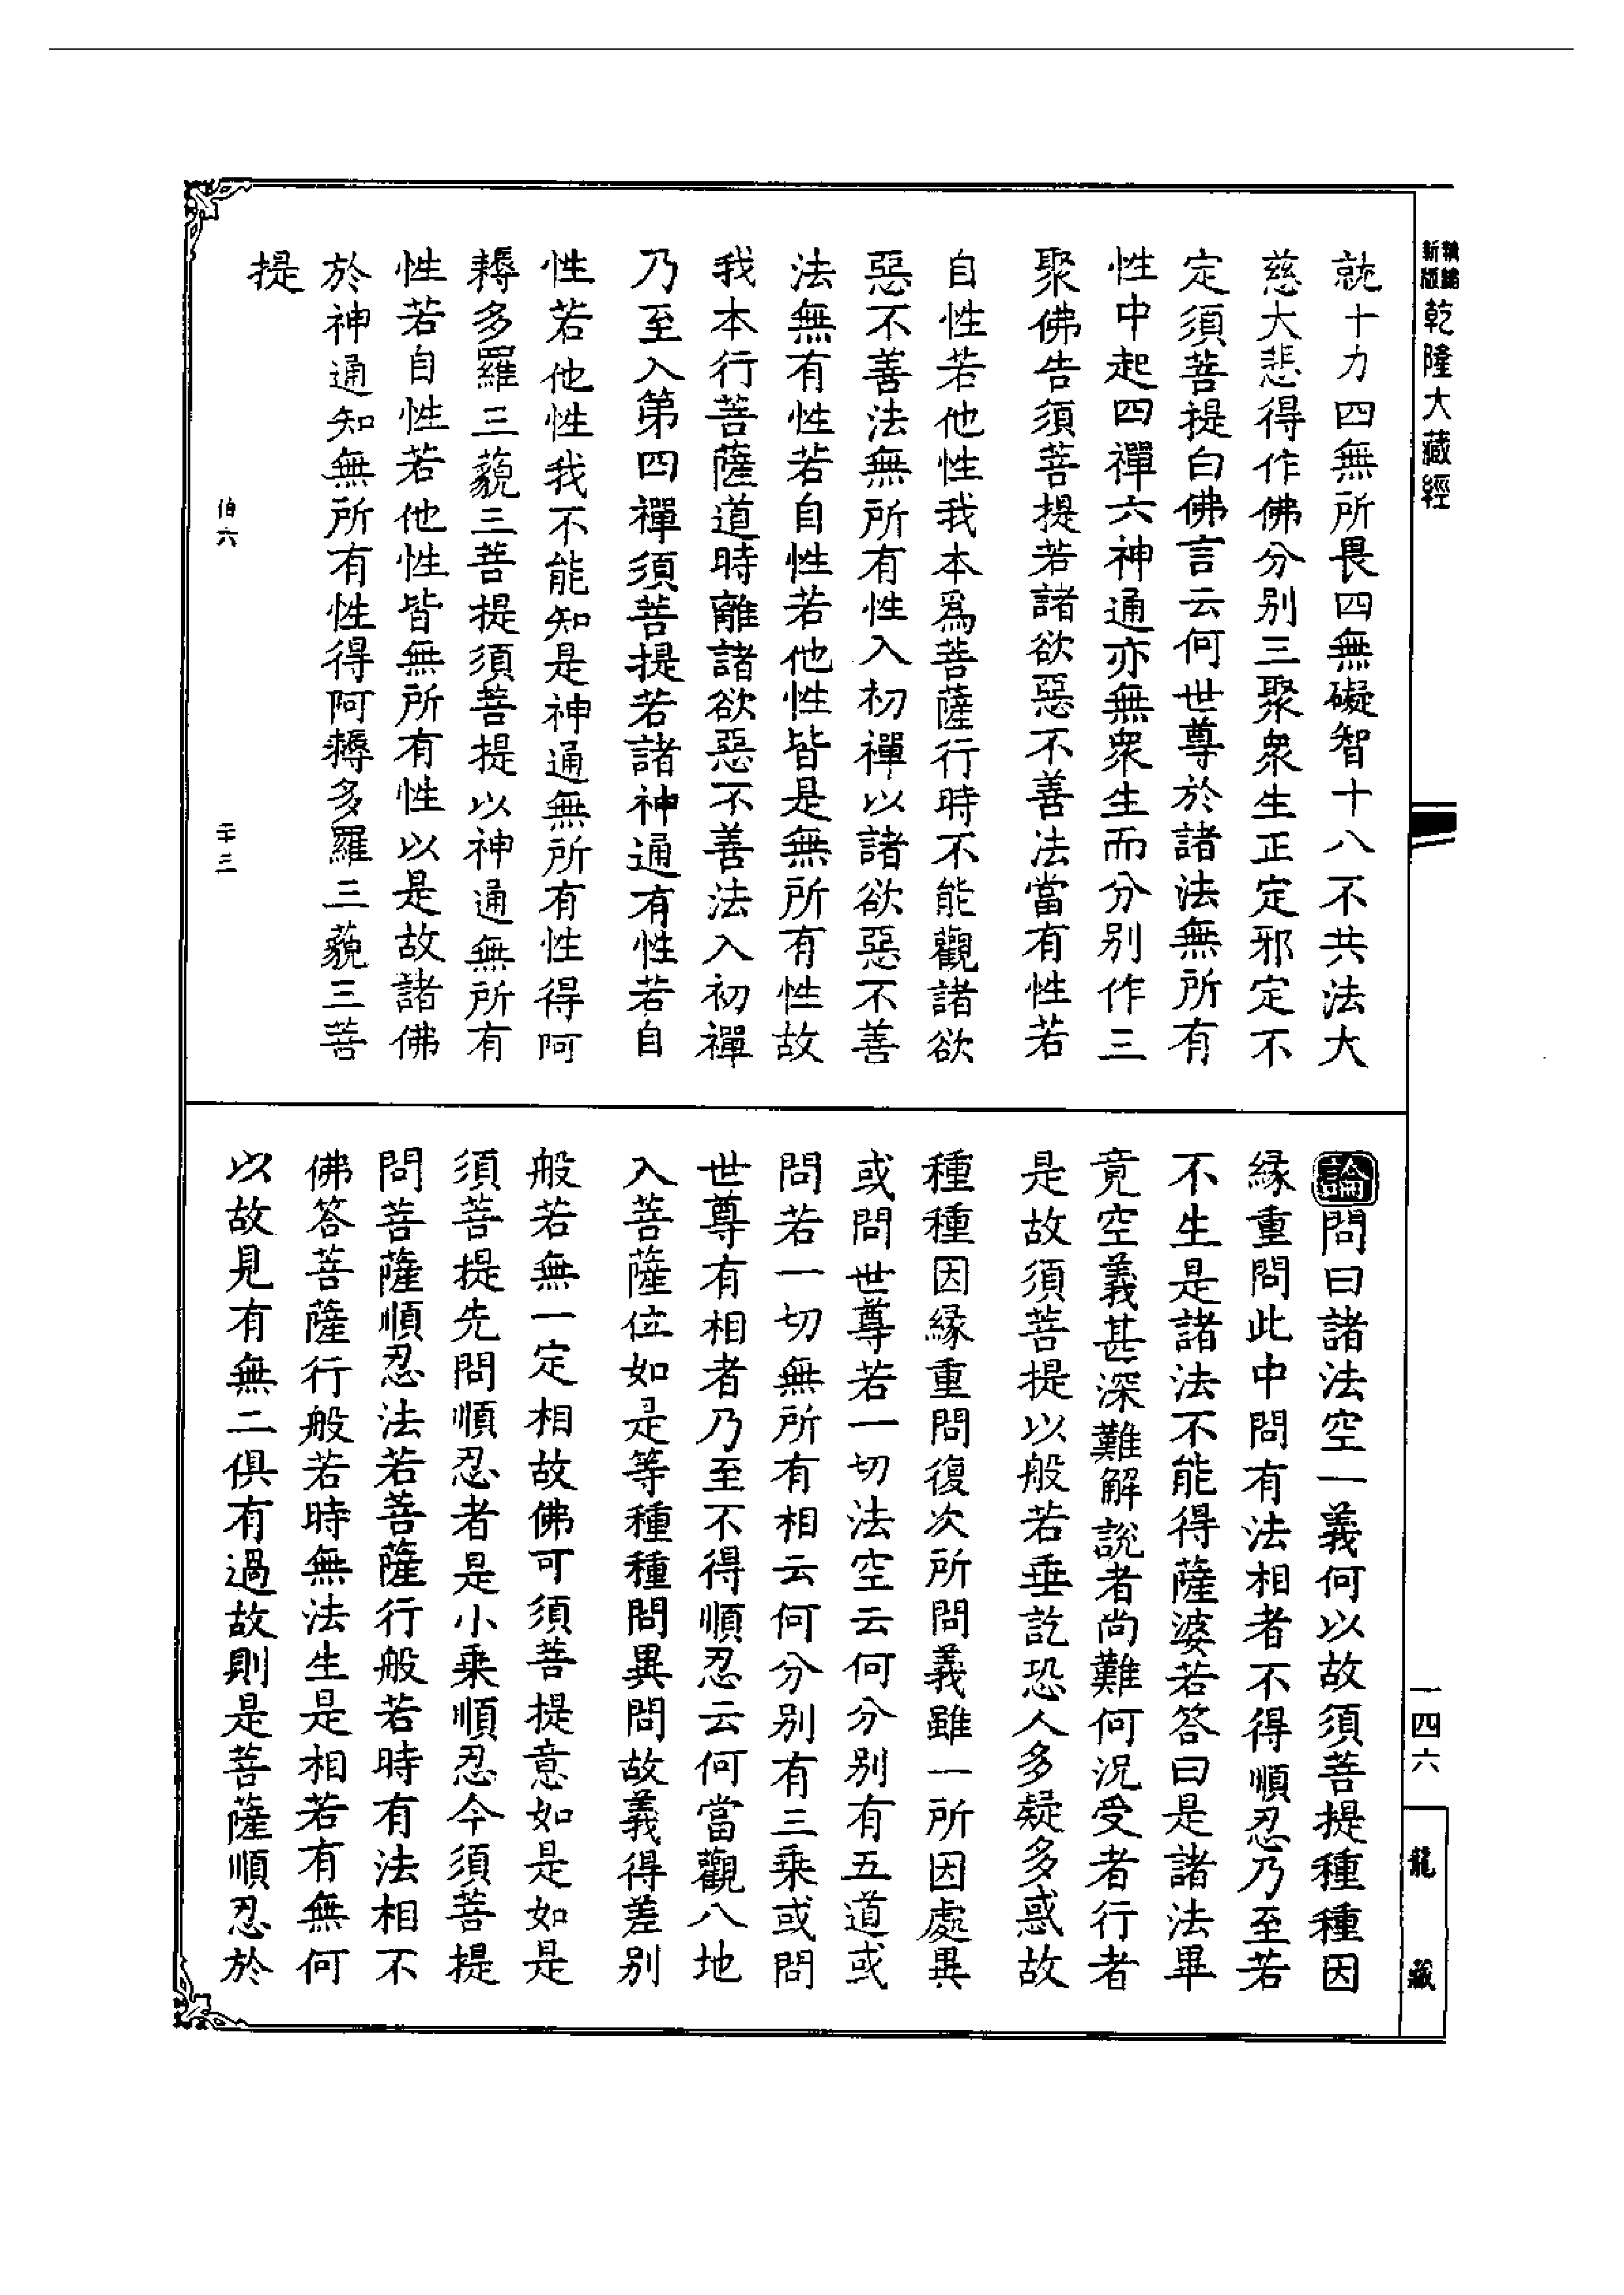 新編縮版 乾隆大藏經
就十力四無所畏四無礙智十八不共法大
慈大悲得作佛分別三聚衆生正定邪定不
定須菩提白佛言云何世尊於諸法無所有
性中起四禪六神通亦無衆生而分別作三
聚佛告須菩提若諸欲惡不善法當有性若
自性若他性我本爲菩薩行時不能觀諸欲
惡不善法無所有性入初禪以諸欲惡不善
法無有性若自性若他性皆是無所有性故
我本行菩薩道時離諸欲惡不善法入初禪
乃至入第四禪須菩提若諸神通有性若自
性若他性我不能知是神通無所有性得阿
耨多羅三藐三菩提須菩提以神通無所有
性若自性若他性皆無所有性以是故諸佛
於神通知無所有性得阿耨多羅三藐三菩
提
伯六
二十三
論問曰諸法空一義何以故須菩提種種因
緣重問此中問有法相者不得順忍乃至若
不生是諸法不能得薩婆若答曰是諸法畢
竟空義甚深難解說者尚難何況受者行者
是故須菩提以般若垂訖恐人多疑多惑故
種種因緣重問復次所問義雖一所因處異
或問世尊若一切法空云何分別有五道或
問若一切無所有相云何分別有三乘或問
世尊有相者乃至不得順忍云何當觀八地
入菩薩位如是等種種問異問故義得差別
般若無一定相故佛可須菩提意如是如是
須菩提先問順忍者是小乘順忍今須菩提
問菩薩順忍法若菩薩行般若時有法相不
佛答菩薩行般若時無法生是相若有無何
以故見有無二俱有過故則是菩薩順忍於
一四六
龍藏